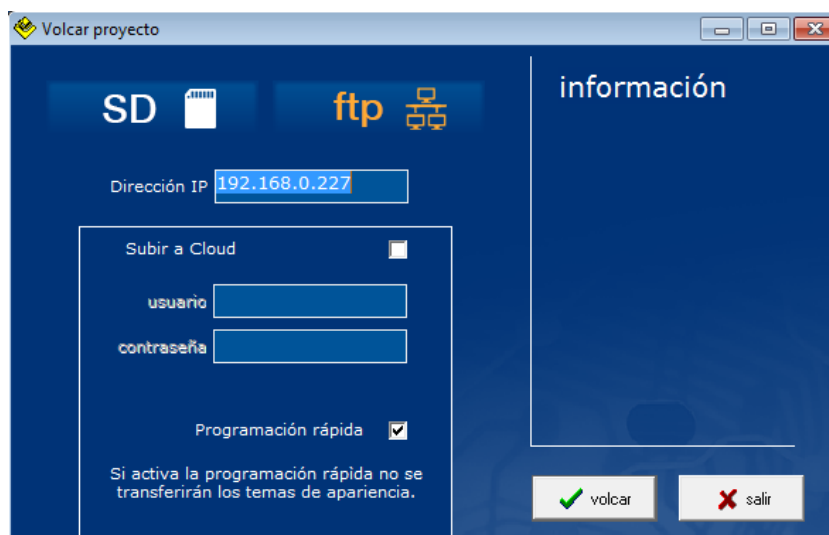 Volcar proyecto
SD
ftp
información
Dirección IP 192.168.0.227
Subir a Cloud
usuario
contraseña
Programación rápida
Si activa la programación rápida no se
transferirán los temas de apariencia.
volcar
salir